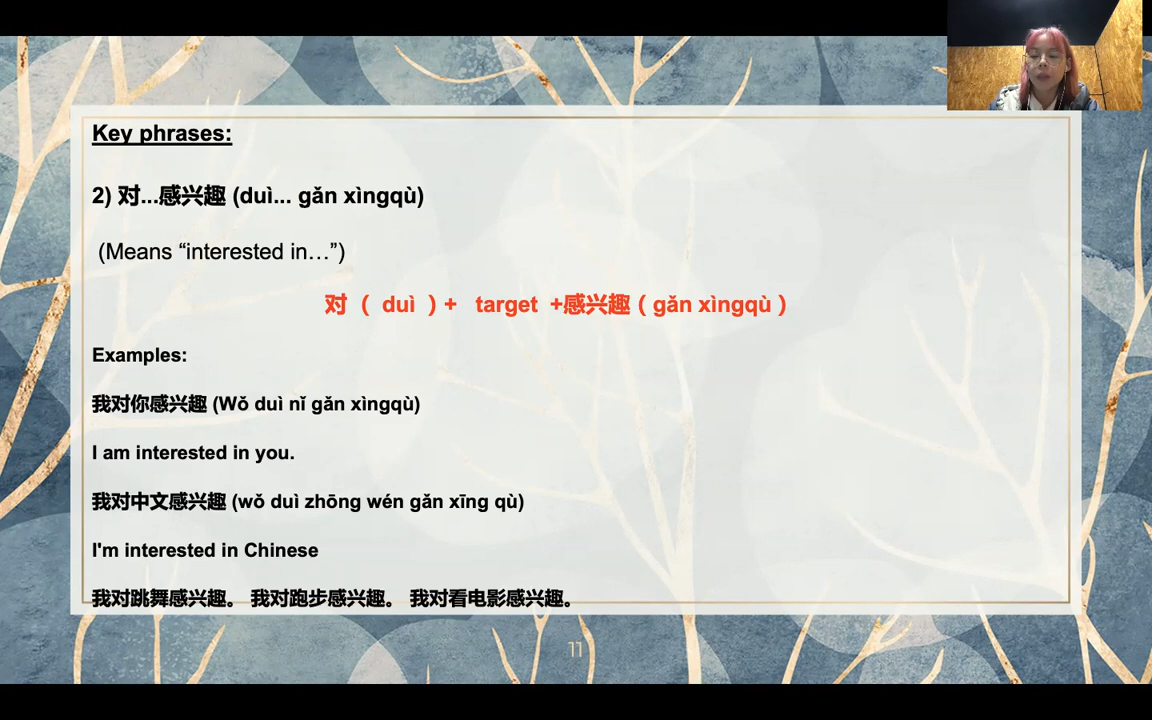 Key phrases:
2) 对...感兴趣 (duì... gǎn xìngqù)
(Means “interested in…”)
对 （ duì ）+ target +感兴趣（ gǎn xìngqù ）
Examples:
我对你感兴趣 (Wǒ duì nǐ gǎn xìngqù)
I am interested in you.
我对中文感兴趣 (wǒ duì zhōng wén gǎn xīng qù)
I'm interested in Chinese
我对跳舞感兴趣。 我对跑步感兴趣。 我对看电影感兴趣。
11